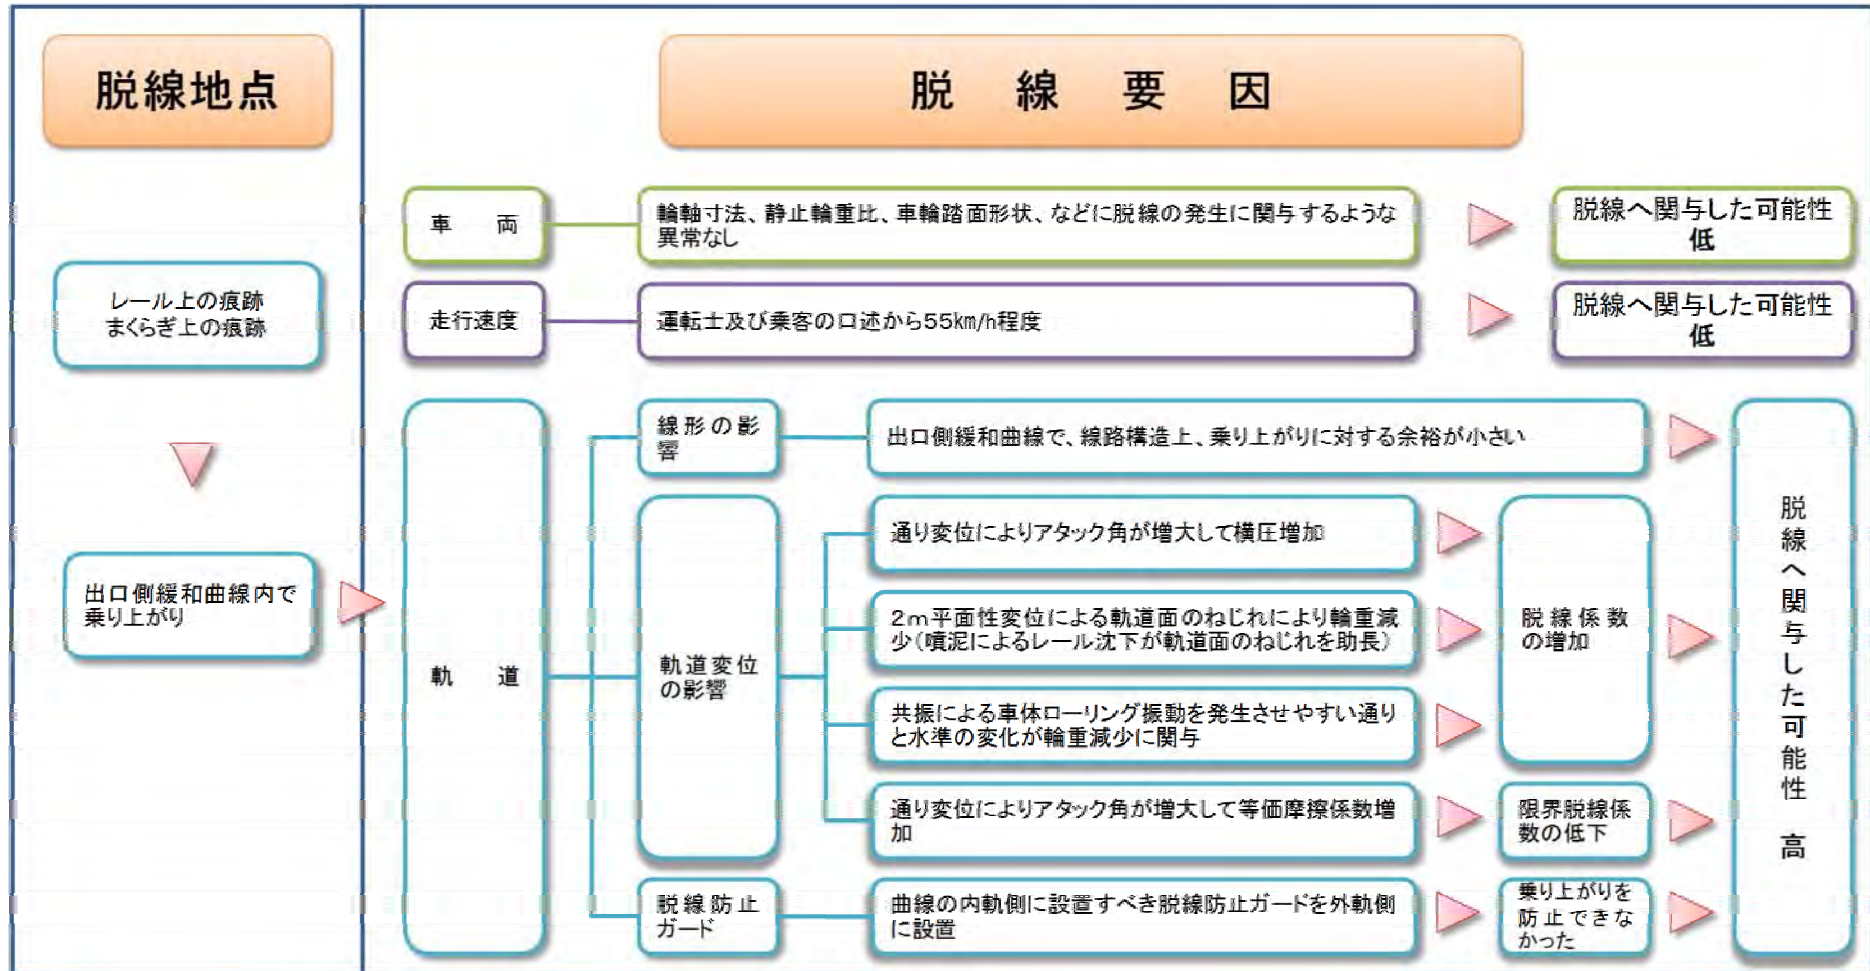 脱線地点
脱線要因
レール上の痕跡
まくらぎ上の痕跡
出口側緩和曲線内で
乗り上がり
車両
輪軸寸法、静止輪重比、車輪踏面形状、などに脱線の発生に関与するような
異常なし
脱線へ関与した可能性
低
走行速度
運転士及び乗客の口述から55km/h程度
脱線へ関与した可能性
低
軌道
線形の影
響
出口側緩和曲線で、線路構造上、乗り上がりに対する余裕が小さい
軌道変位
の影響
通り変位によりアタック角が増大して横圧増加
2m平面性変位による軌道面のねじれにより輪重減
少(噴泥によるレール沈下が軌道面のねじれを助長)
共振による車体ローリング振動を発生させやすい通り
と水準の変化が輪重減少に関与
脱線係数
の増加
通り変位によりアタック角が増大して等価摩擦係数増
加
限界脱線係
数の低下
脱線防止
ガード
曲線の内軌側に設置すべき脱線防止ガードを外軌側
に設置
乗り上がりを
防止できな
かった
脱線へ関与した可能性 高